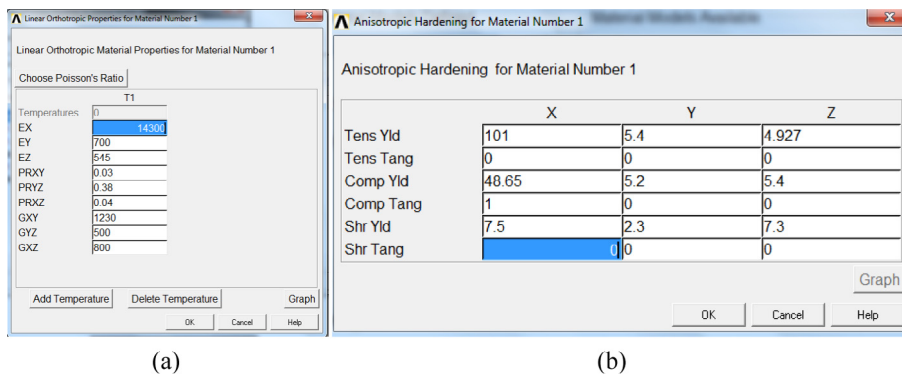 Linear Orthotropic Properties for Material Number 1
Linear Orthotropic Material Properties for Material Number 1
Choose Poisson's Ratio
T1
Temperatures 0
EX 14300
EY 700
EZ 545
PRXY 0.03
PRYZ 0.38
PRXZ 0.04
GXY 1230
GYZ 500
GXZ 800
Add Temperature Delete Temperature Graph
OK Cancel Help
(a)
Anisotropic Hardening for Material Number 1 Material Models Available
Anisotropic Hardening for Material Number 1
X Y Z
Tens Yld 101 5.4 4.927
Tens Tang 0 0 0
Comp Yld 48.65 5.2 5.4
Comp Tang 1 0 0
Shr Yld 7.5 2.3 7.3
Shr Tang 0 0 0
Graph
OK Cancel Help
(b)